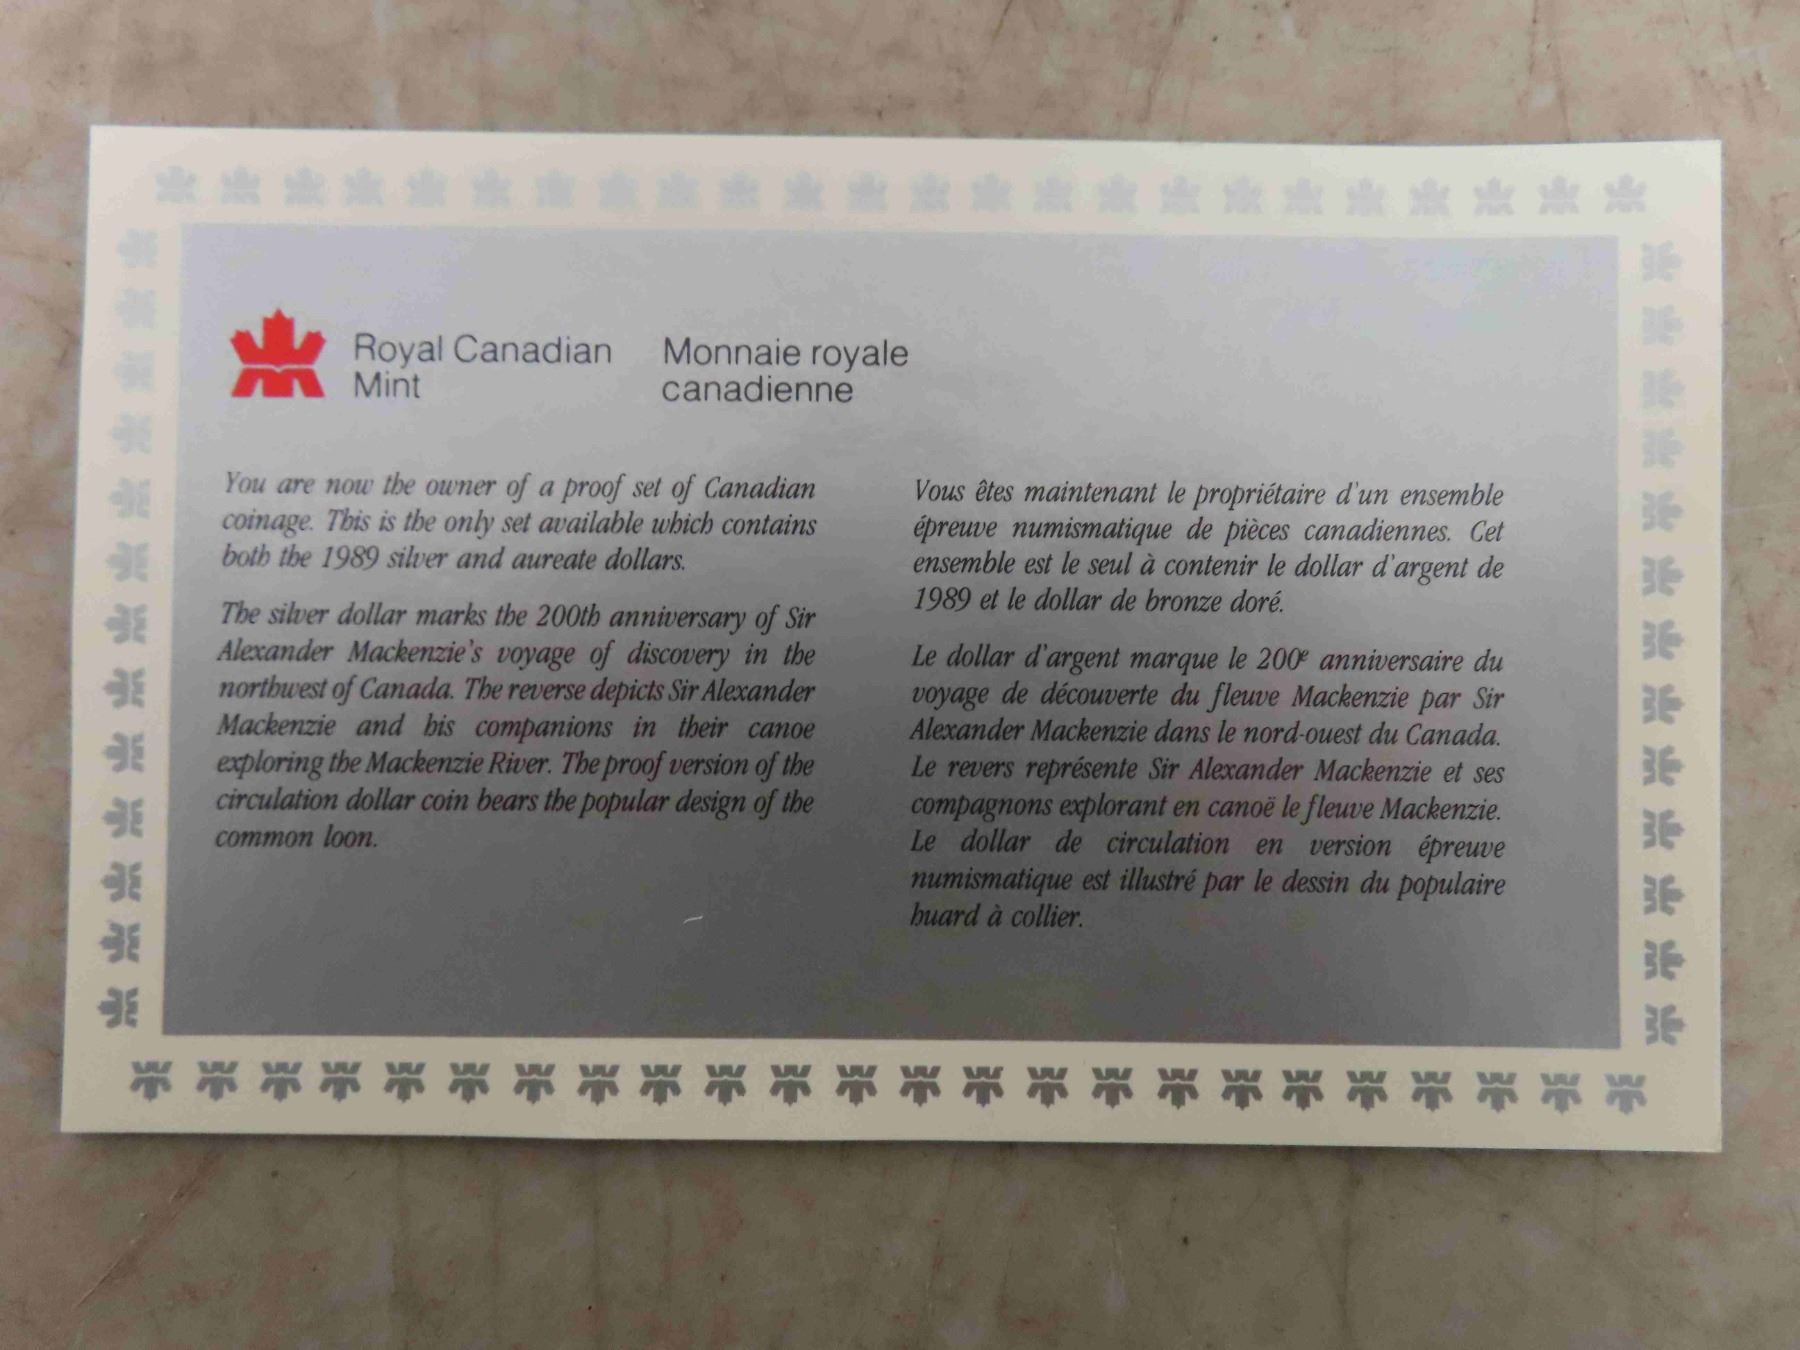 Royal Canadian
Mint
Monnaie royale
canadienne
You are now the owner of a proof set of Canadian
coinage. This is the only set available which contains
both the 1989 silver and aureate dollars.
The silver dollar marks the 200th anniversary of Sir
Alexander Mackenzie's voyage of discovery in the
northwest of Canada. The reverse depicts Sir Alexander
Mackenzie and his companions in their canoe
exploring the Mackenzie River. The proof version of the
circulation dollar coin bears the popular design of the
common loon.
Vous êtes maintenant le propriétaire d'un ensemble
épreuve numismatique de pièces canadiennes. Cet
ensemble est le seul à contenir le dollar d'argent de
1989 et le dollar de bronze doré.
Le dollar d'argent marque le 200e anniversaire du
voyage de découverte du fleuve Mackenzie par Sir
Alexander Mackenzie dans le nord-ouest du Canada.
Le revers représente Sir Alexander Mackenzie et ses
compagnons explorant en canoë le fleuve Mackenzie.
Le dollar de circulation en version épreuve
numismatique est illustré par le dessin du populaire
huard à collier.